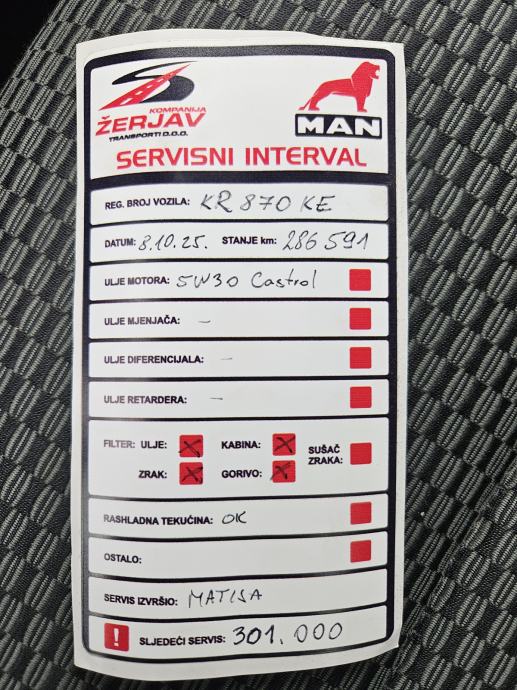 KOMPANIJA
ŽERJAV
TRANSPORTI D.O.O.
MAN
SERVISNI INTERVAL
REG. BROJ VOZILA: KR 870 KE
DATUM: 8.10.25. STANJE km: 286 591
ULJE MOTORA: 5W30 Castrol
ULJE MJENJAČA: -
ULJE DIFERENCIJALA: -
ULJE RETARDERA: -
FILTER: ULJE: X KABINA: X SUŠAČ ZRAKA:
ZRAK: X GORIVO: X
RASHLADNA TEKUĆINA: OK
OSTALO:
SERVIS IZVRŠIO: MATIJA
! SLJEDEĆI SERVIS: 301.000